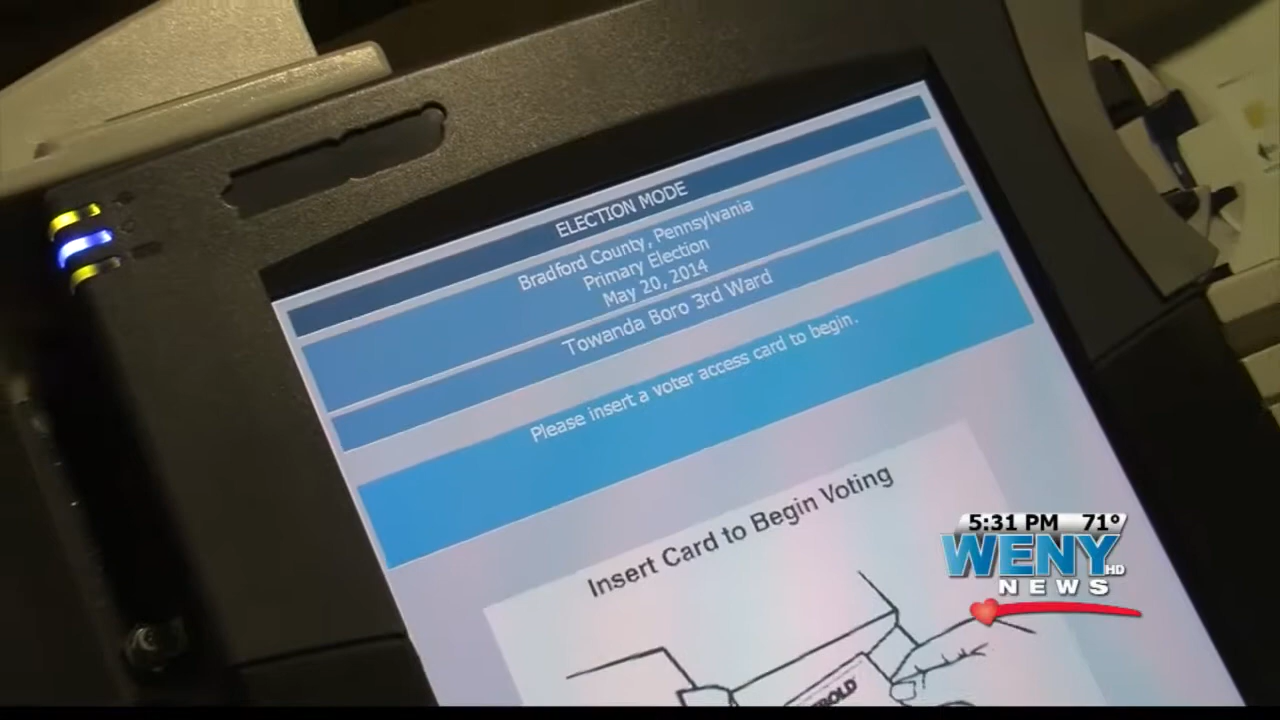 ELECTION MODE
Bradford County, Pennsylvania
Primary Election
May 20, 2014
Towanda Boro 3rd Ward
Please insert a voter access card to begin.
Insert Card to Begin Voting
5:31 PM 71°
WENY HD
NEWS